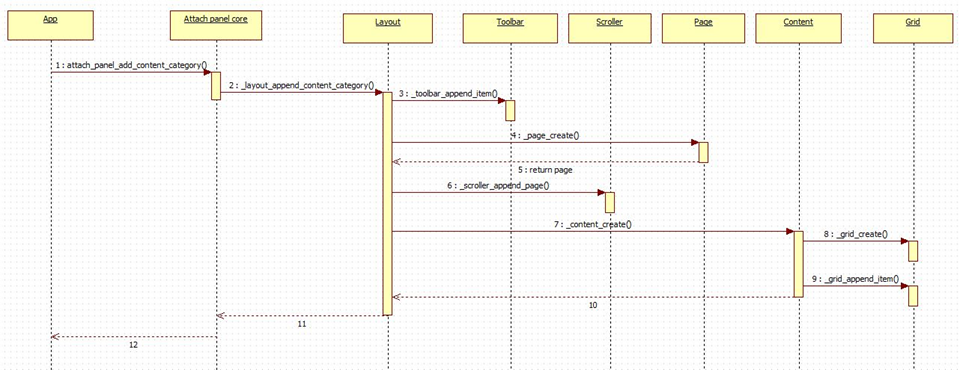 App
Attach panel core
Layout
Toolbar
Scroller
Page
Content
Grid
1 : attach_panel_add_content_category()
2 : _layout_append_content_category()
3 : _toolbar_append_item()
4 : _page_create()
5 : return page
6 : _scroller_append_page()
7 : _content_create()
8 : _grid_create()
9 : _grid_append_item()
10
11
12